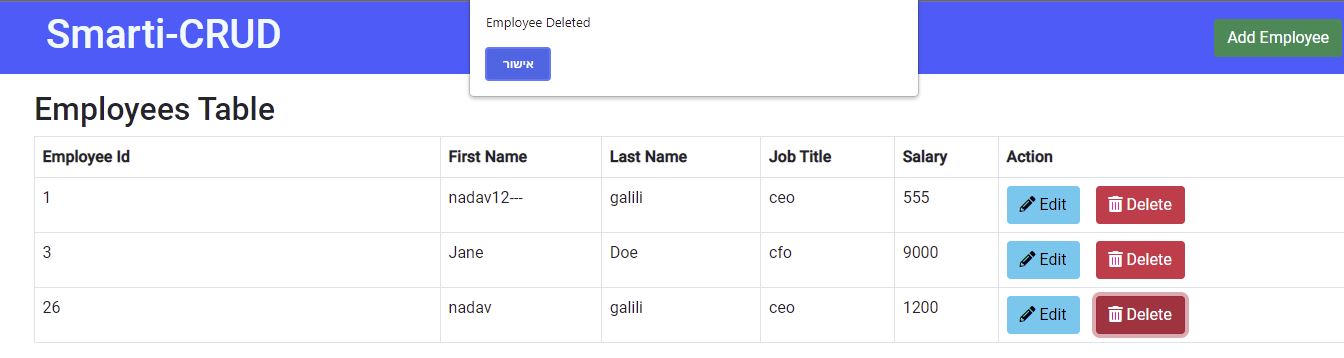 Smarti-CRUD
Employee Deleted
אישור
Add Employee
Employees Table
Employee Id First Name Last Name Job Title Salary Action
1 nadav12--- galili ceo 555 Edit Delete
3 Jane Doe cfo 9000 Edit Delete
26 nadav galili ceo 1200 Edit Delete